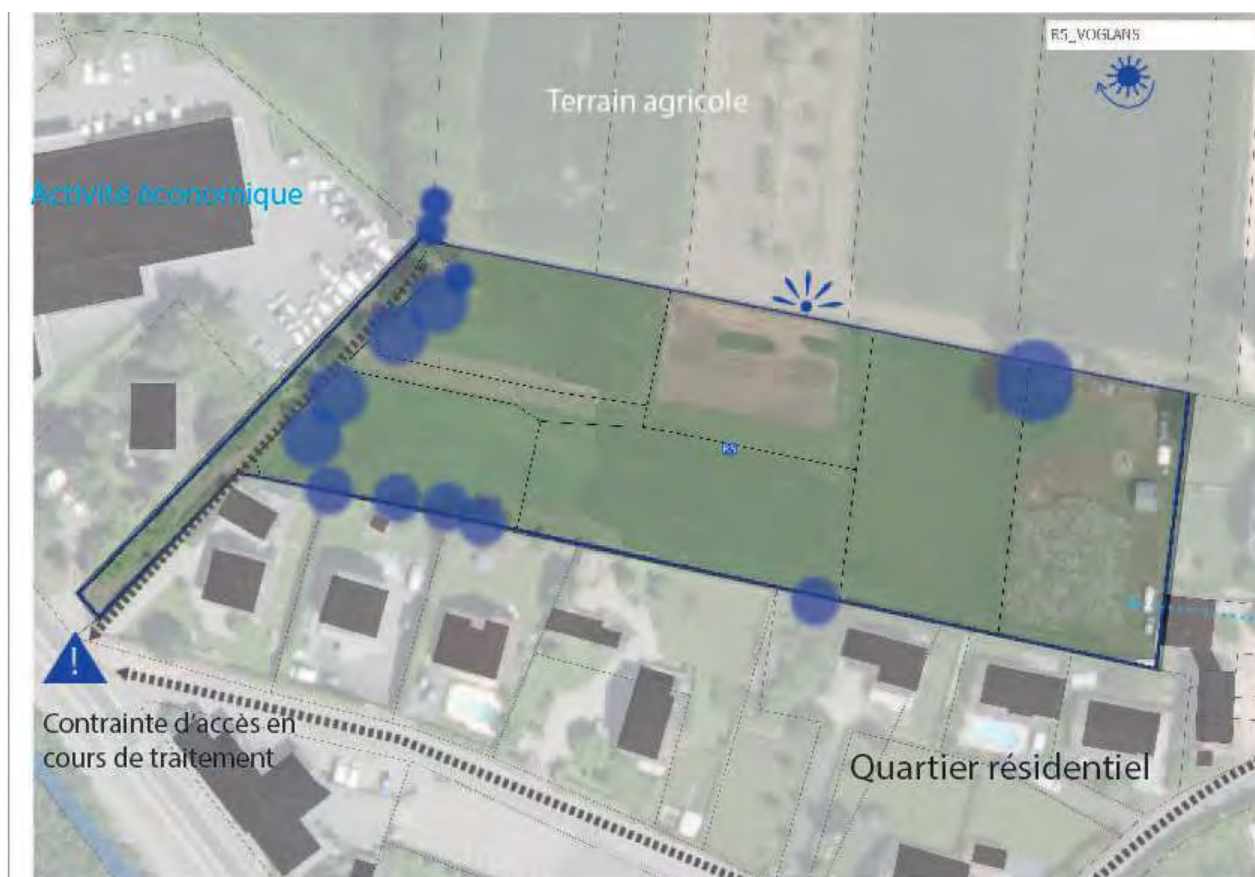 R5_VOGLANS
Terrain agricole
Activité économique
R5
!
Contrainte d'accès en
cours de traitement
Quartier résidentiel